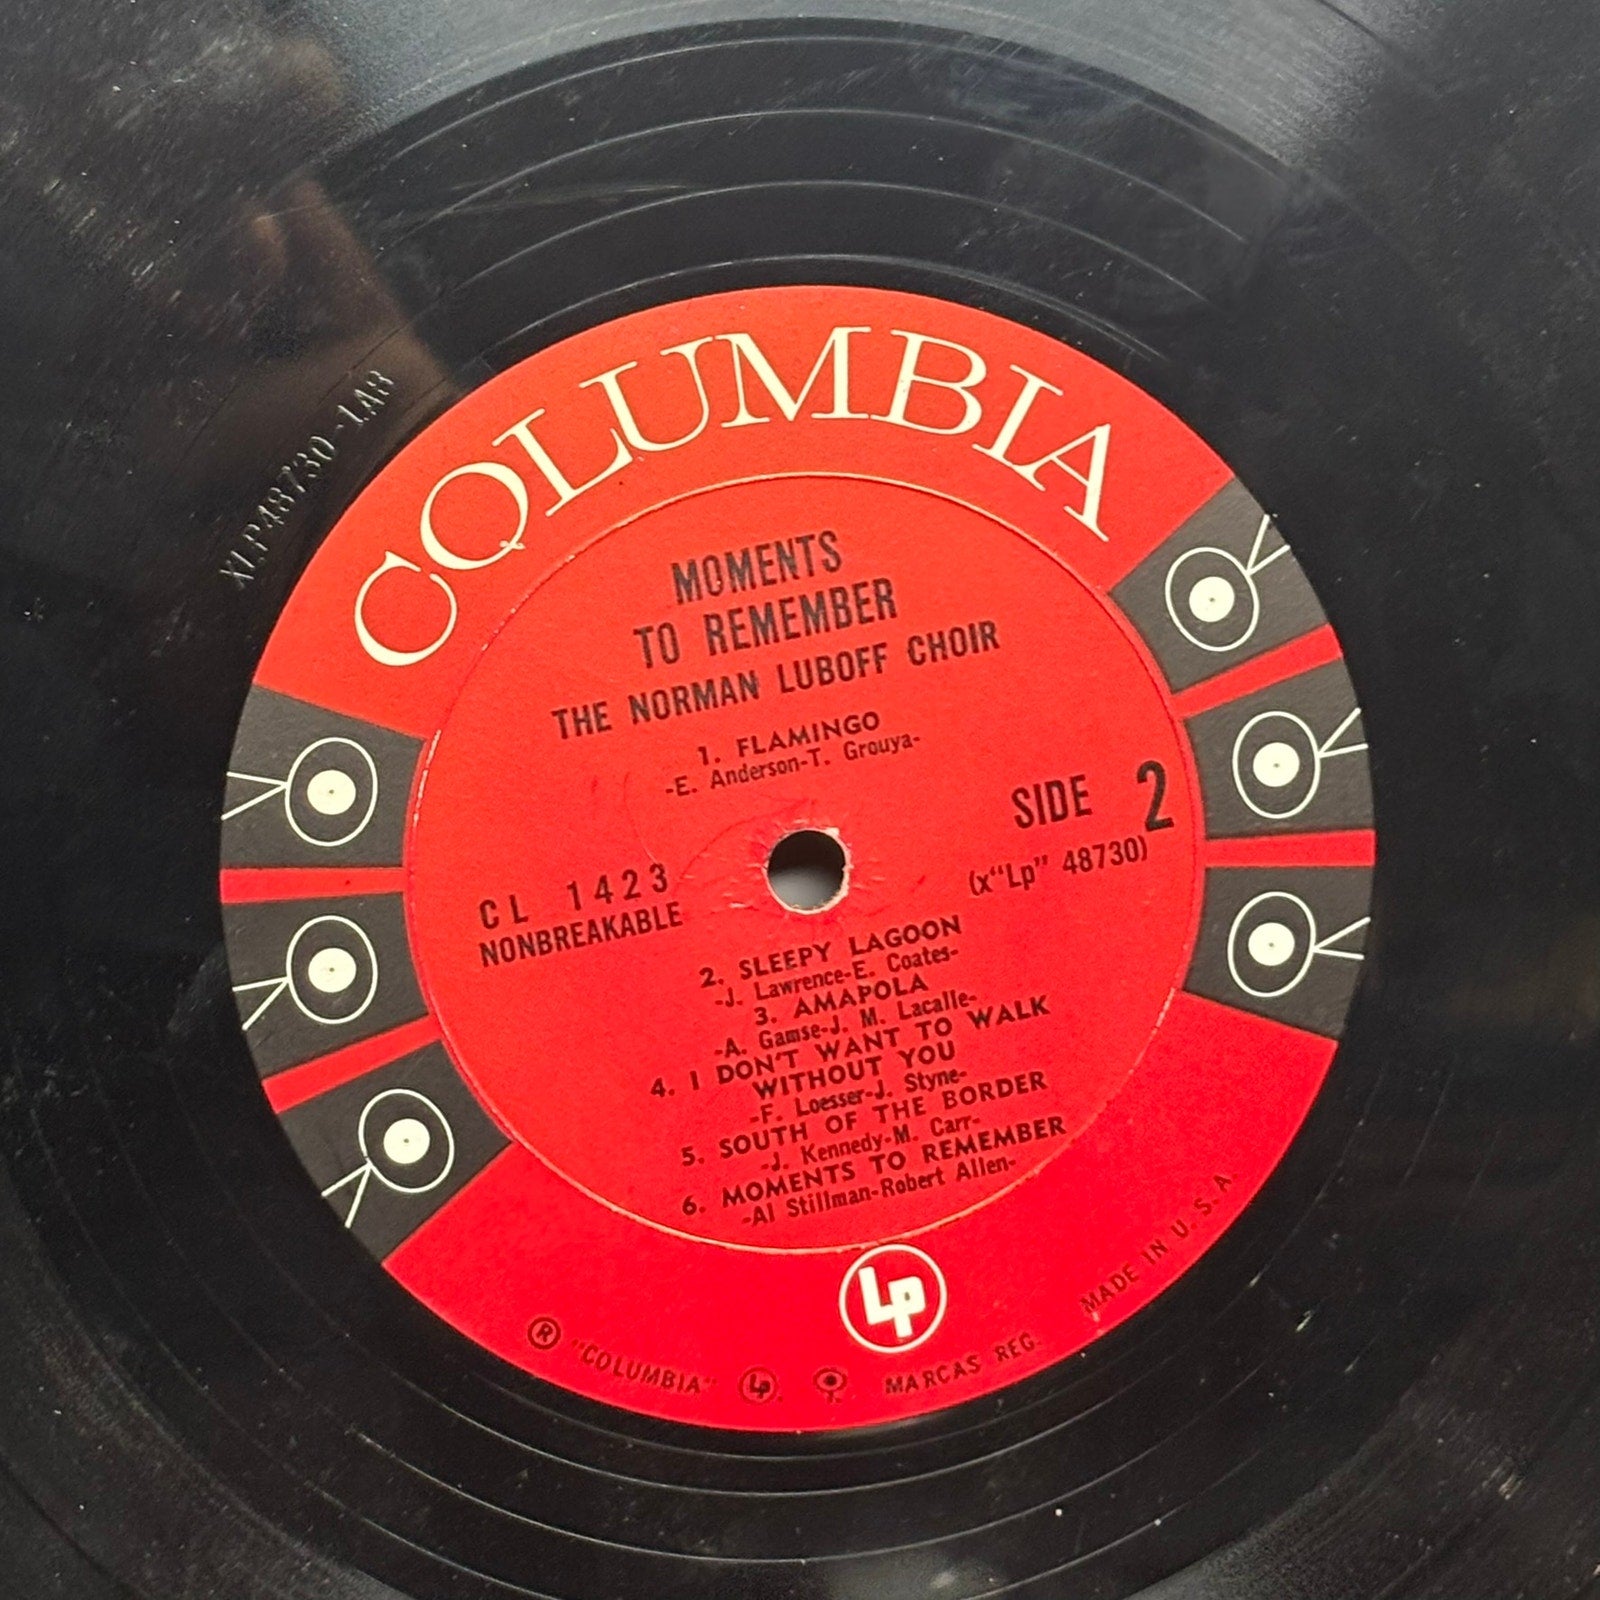 COLUMBIA
XLP48730-1AB
MOMENTS
TO REMEMBER
THE NORMAN LUBOFF CHOIR
1. FLAMINGO
-E. Anderson-T. Grouya-
SIDE 2
(x"Lp" 48730)
CL 1423
NONBREAKABLE
2. SLEEPY LAGOON
-J. Lawrence-E. Coates-
3. AMAPOLA
-A. Gamse-J. M. Lacalle-
4. I DON'T WANT TO WALK
WITHOUT YOU
-F. Loesser-J. Styne-
5. SOUTH OF THE BORDER
-J. Kennedy-M. Carr-
6. MOMENTS TO REMEMBER
-Al Stillman-Robert Allen-
LP
® "COLUMBIA" LP MARCAS REG. MADE IN U.S.A.